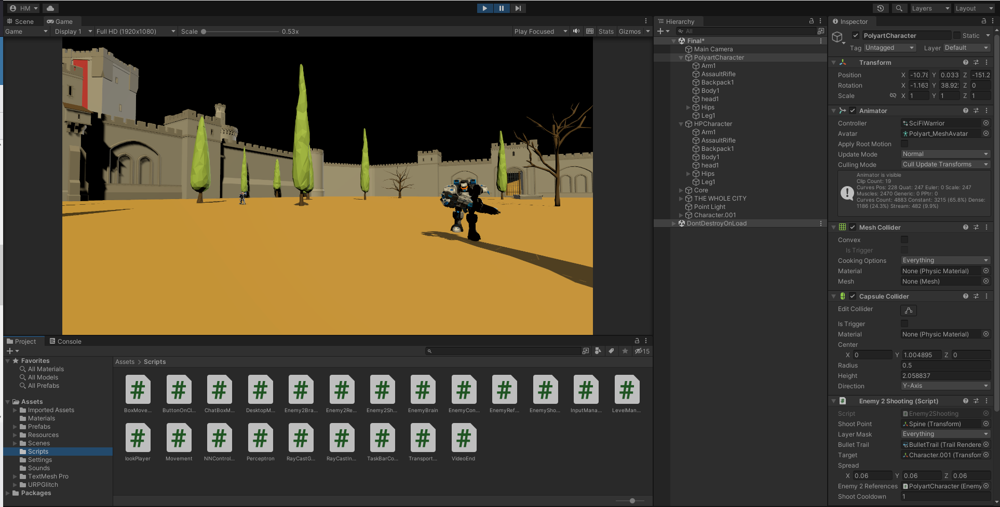 HM
Layers
Layout
Scene
Game
Game
Display 1
Full HD (1920x1080)
Scale
0.53x
Play Focused
Stats
Gizmos
Hierarchy
All
Final*
Main Camera
PolyartCharacter
Arm1
AssaultRifle
Backpack1
Body1
head1
Hips
Leg1
HPCharacter
Arm1
AssaultRifle
Backpack1
Body1
head1
Hips
Leg1
Core
THE WHOLE CITY
Point Light
Character.001
DontDestroyOnLoad
Inspector
PolyartCharacter
Static
Tag Untagged Layer Default
Transform
Position X -10.78 Y 0.033 Z -151.2
Rotation X -1.163 Y 38.92 Z 0
Scale X 1 Y 1 Z 1
Animator
Controller SciFiWarrior
Avatar Polyart_MeshAvatar
Apply Root Motion
Update Mode Normal
Culling Mode Cull Update Transforms
Animator is visible
Clip Count: 19
Curves Pos: 228 Quat: 247 Euler: 0 Scale: 247
Muscles: 2470 Generic: 0 PPtr: 0
Curves Count: 4883 Constant: 3215 (65.8%) Dense:
1186 (24.3%) Stream: 482 (9.9%)
Mesh Collider
Convex
Is Trigger
Cooking Options Everything
Material None (Physic Material)
Mesh None (Mesh)
Capsule Collider
Edit Collider
Is Trigger
Material None (Physic Material)
Center
X 0 Y 1.004895 Z 0
Radius 0.5
Height 2.058837
Direction Y-Axis
Enemy 2 Shooting (Script)
Script Enemy2Shooting
Shoot Point Spine (Transform)
Layer Mask Everything
Bullet Trail BulletTrail (Trail Rendere
Target Character.001 (Transforr
Spread
X 0.06 Y 0.06 Z 0.06
Enemy 2 References PolyartCharacter (Enemy
Shoot Cooldown 1
Project
Console
15
Favorites
All Materials
All Models
All Prefabs
Assets
Imported Assets
Materials
Prefabs
Resources
Scenes
Scripts
Settings
Sounds
TextMesh Pro
URPGlitch
Packages
Assets > Scripts
BoxMove...
ButtonOnCl...
ChatBoxM...
DesktopM...
Enemy2Bra...
Enemy2Re...
Enemy2Sh...
EnemyBrain
EnemyCon...
EnemyRef...
EnemySho...
InputMana...
LevelMan...
lookPlayer
Movement
NNControl...
Perceptron
RayCastG...
RayCastIn...
TaskBarCo...
Transport...
VideoEnd